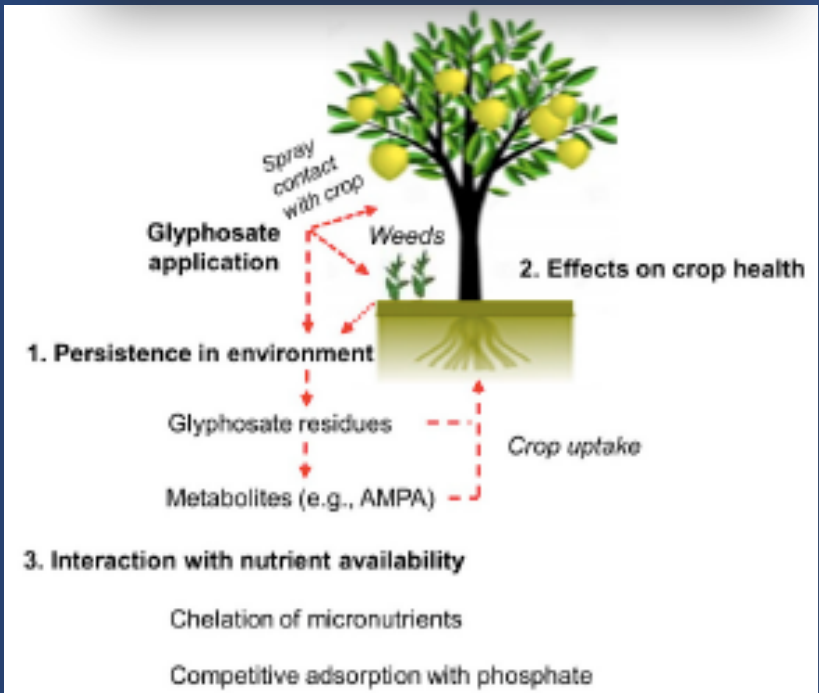 Spray
contact
with crop
Glyphosate
application
Weeds
2. Effects on crop health
1. Persistence in environment
Glyphosate residues
Crop uptake
Metabolites (e.g., AMPA)
3. Interaction with nutrient availability
Chelation of micronutrients
Competitive adsorption with phosphate